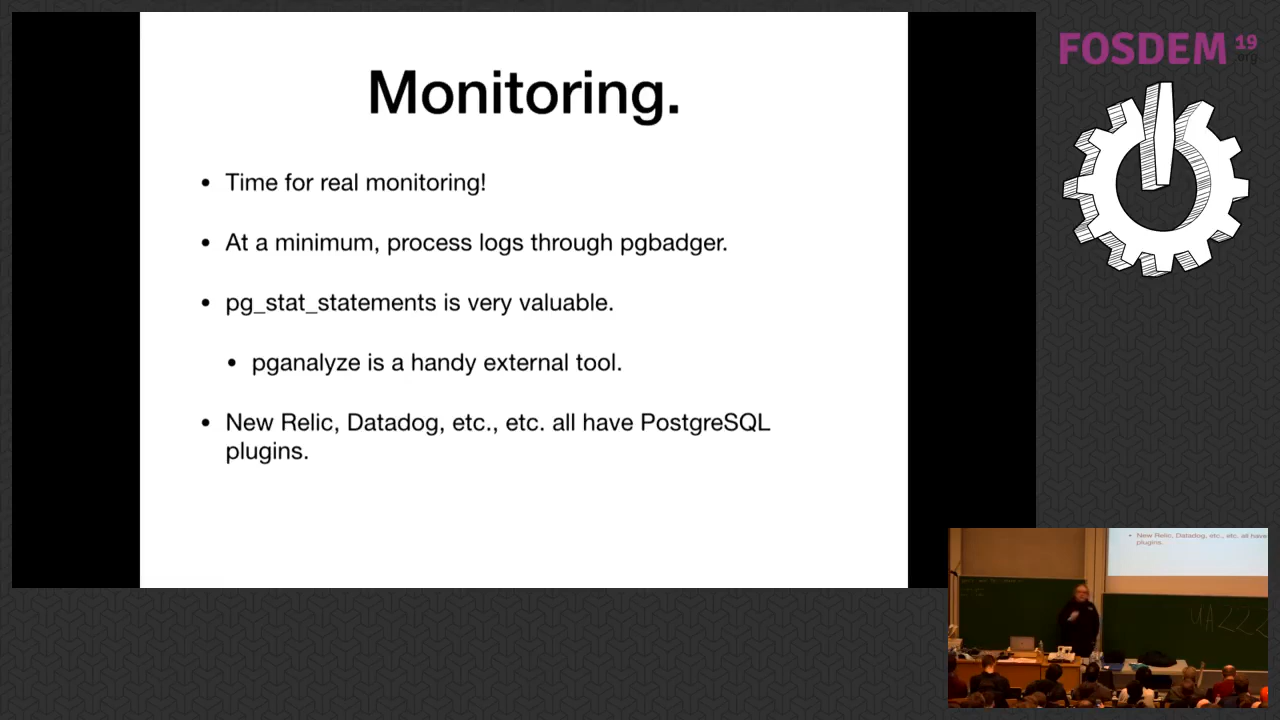 FOSDEM 19
.org
Monitoring.
• Time for real monitoring!
• At a minimum, process logs through pgbadger.
• pg_stat_statements is very valuable.
• pganalyze is a handy external tool.
• New Relic, Datadog, etc., etc. all have PostgreSQL
plugins.
• New Relic, Datadog, etc., etc. all have
plugins.